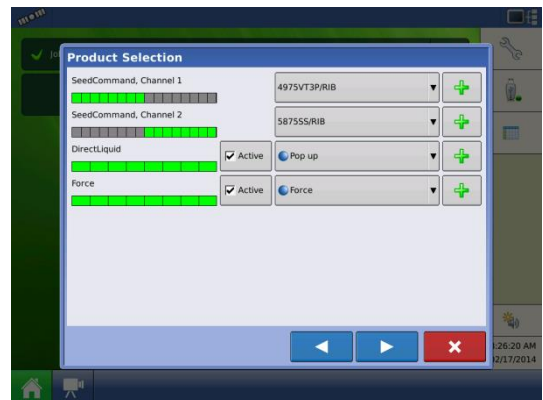 Jo
Product Selection
SeedCommand, Channel 1
4975VT3P/RIB
SeedCommand, Channel 2
5875SS/RIB
DirectLiquid
Active
Pop up
Force
Active
Force
:26:20 AM
2/17/2014